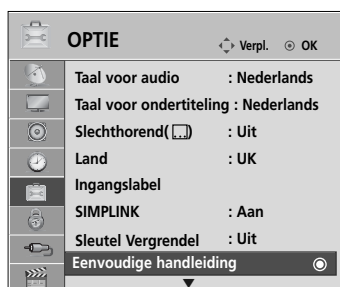 OPTIE Verpl. OK
Taal voor audio : Nederlands
Taal voor ondertiteling : Nederlands
Slechthorend( ) : Uit
Land : UK
Ingangslabel
SIMPLINK : Aan
Sleutel Vergrendel : Uit
Eenvoudige handleiding